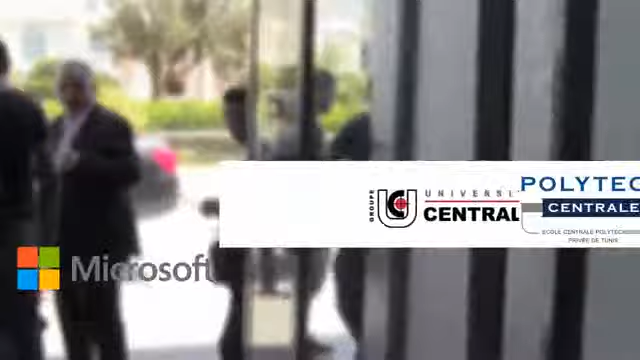 GROUPE
UNIVERSI
CENTRAL
POLYTEC
CENTRALE
ECOLE CENTRALE POLYTECH
PRIVÉE DE TUNIS
Microsoft